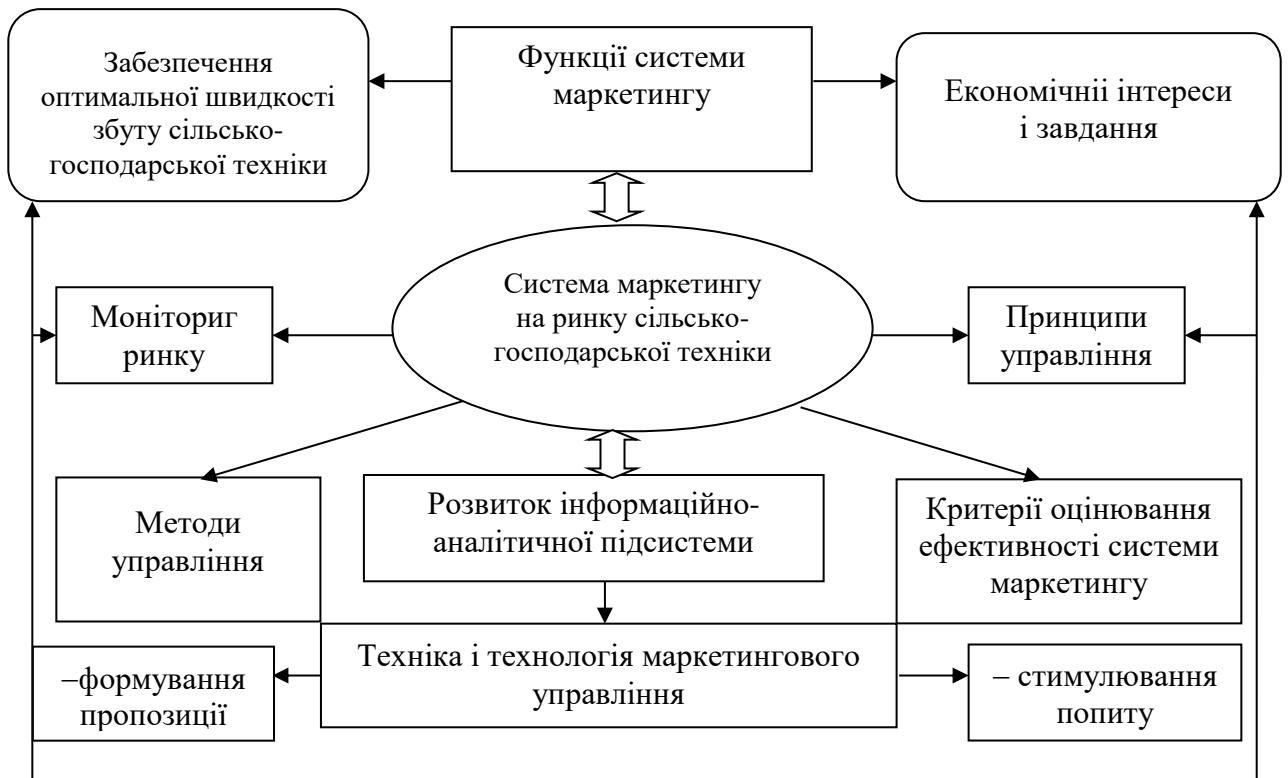 Забезпечення
оптимальної швидкості
збуту сільсько-
господарської техніки
Функції системи
маркетингу
Економічніі інтереси
і завдання
Моніториг
ринку
Система маркетингу
на ринку сільсько-
господарської техніки
Принципи
управління
Методи
управління
Розвиток інформаційно-
аналітичної підсистеми
Критерії оцінювання
ефективності системи
маркетингу
–формування
пропозиції
Техніка і технологія маркетингового
управління
– стимулювання
попиту